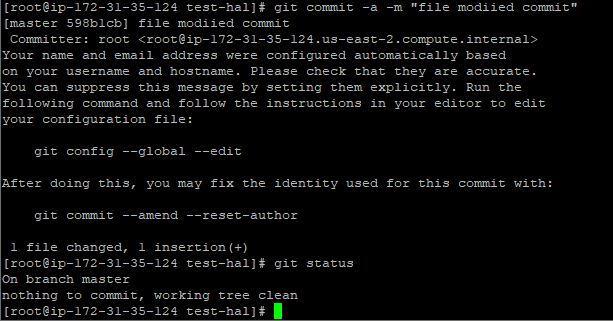 [root@ip-172-31-35-124 test-hal]# git commit -a -m "file modiied commit"
[master 598b1cb] file modiied commit
 Committer: root <root@ip-172-31-35-124.us-east-2.compute.internal>
Your name and email address were configured automatically based
on your username and hostname. Please check that they are accurate.
You can suppress this message by setting them explicitly. Run the
following command and follow the instructions in your editor to edit
your configuration file:

    git config --global --edit

After doing this, you may fix the identity used for this commit with:

    git commit --amend --reset-author

 1 file changed, 1 insertion(+)
[root@ip-172-31-35-124 test-hal]# git status
On branch master
nothing to commit, working tree clean
[root@ip-172-31-35-124 test-hal]#